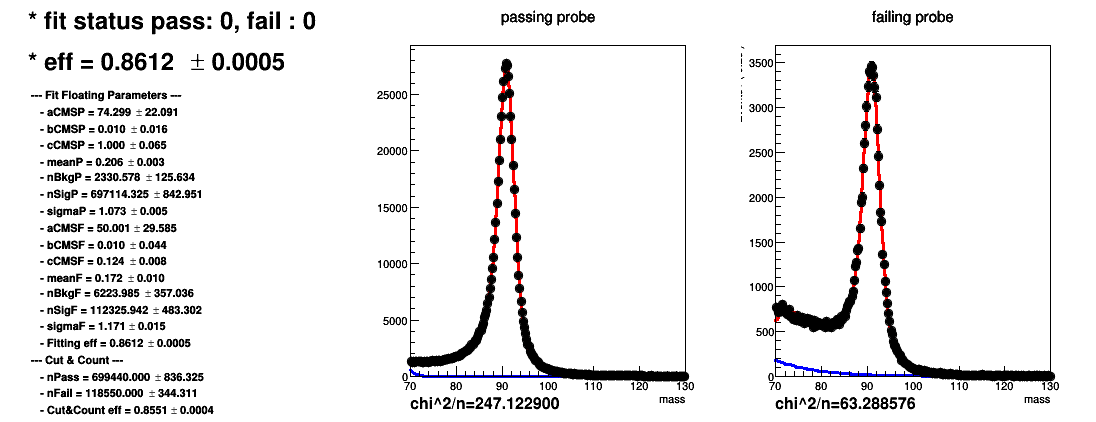 * fit status pass: 0, fail : 0
* eff = 0.8612 ± 0.0005
--- Fit Floating Parameters ---
- aCMSP = 74.299 ± 22.091
- bCMSP = 0.010 ± 0.016
- cCMSP = 1.000 ± 0.065
- meanP = 0.206 ± 0.003
- nBkgP = 2330.578 ± 125.634
- nSigP = 697114.325 ± 842.951
- sigmaP = 1.073 ± 0.005
- aCMSF = 50.001 ± 29.585
- bCMSF = 0.010 ± 0.044
- cCMSF = 0.124 ± 0.008
- meanF = 0.172 ± 0.010
- nBkgF = 6223.985 ± 357.036
- nSigF = 112325.942 ± 483.302
- sigmaF = 1.171 ± 0.015
- Fitting eff = 0.8612 ± 0.0005
--- Cut & Count ---
- nPass = 699440.000 ± 836.325
- nFail = 118550.000 ± 344.311
- Cut&Count eff = 0.8551 ± 0.0004
passing probe
25000
20000
15000
10000
5000
0
70 80 90 100 110 120 130
mass
chi^2/n=247.122900
failing probe
3500
3000
2500
2000
1500
1000
500
0
70 80 90 100 110 120 130
mass
chi^2/n=63.288576